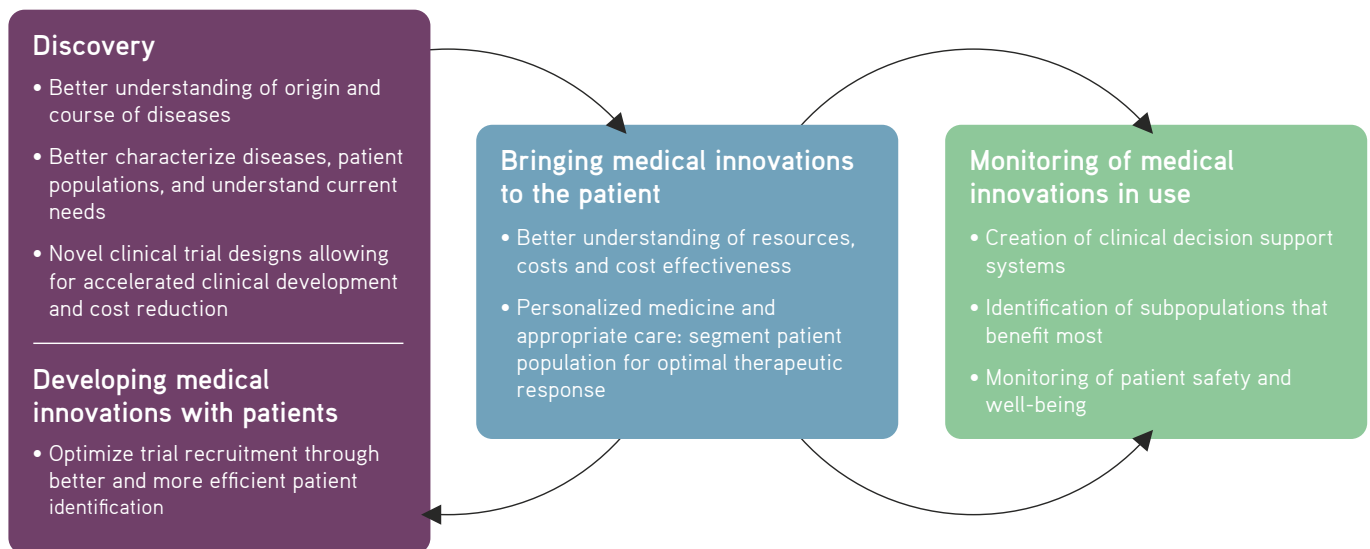 Discovery
• Better understanding of origin and
course of diseases
• Better characterize diseases, patient
populations, and understand current
needs
• Novel clinical trial designs allowing
for accelerated clinical development
and cost reduction
Developing medical
innovations with patients
• Optimize trial recruitment through
better and more efficient patient
identification
Bringing medical innovations
to the patient
• Better understanding of resources,
costs and cost effectiveness
• Personalized medicine and
appropriate care: segment patient
population for optimal therapeutic
response
Monitoring of medical
innovations in use
• Creation of clinical decision support
systems
• Identification of subpopulations that
benefit most
• Monitoring of patient safety and
well-being